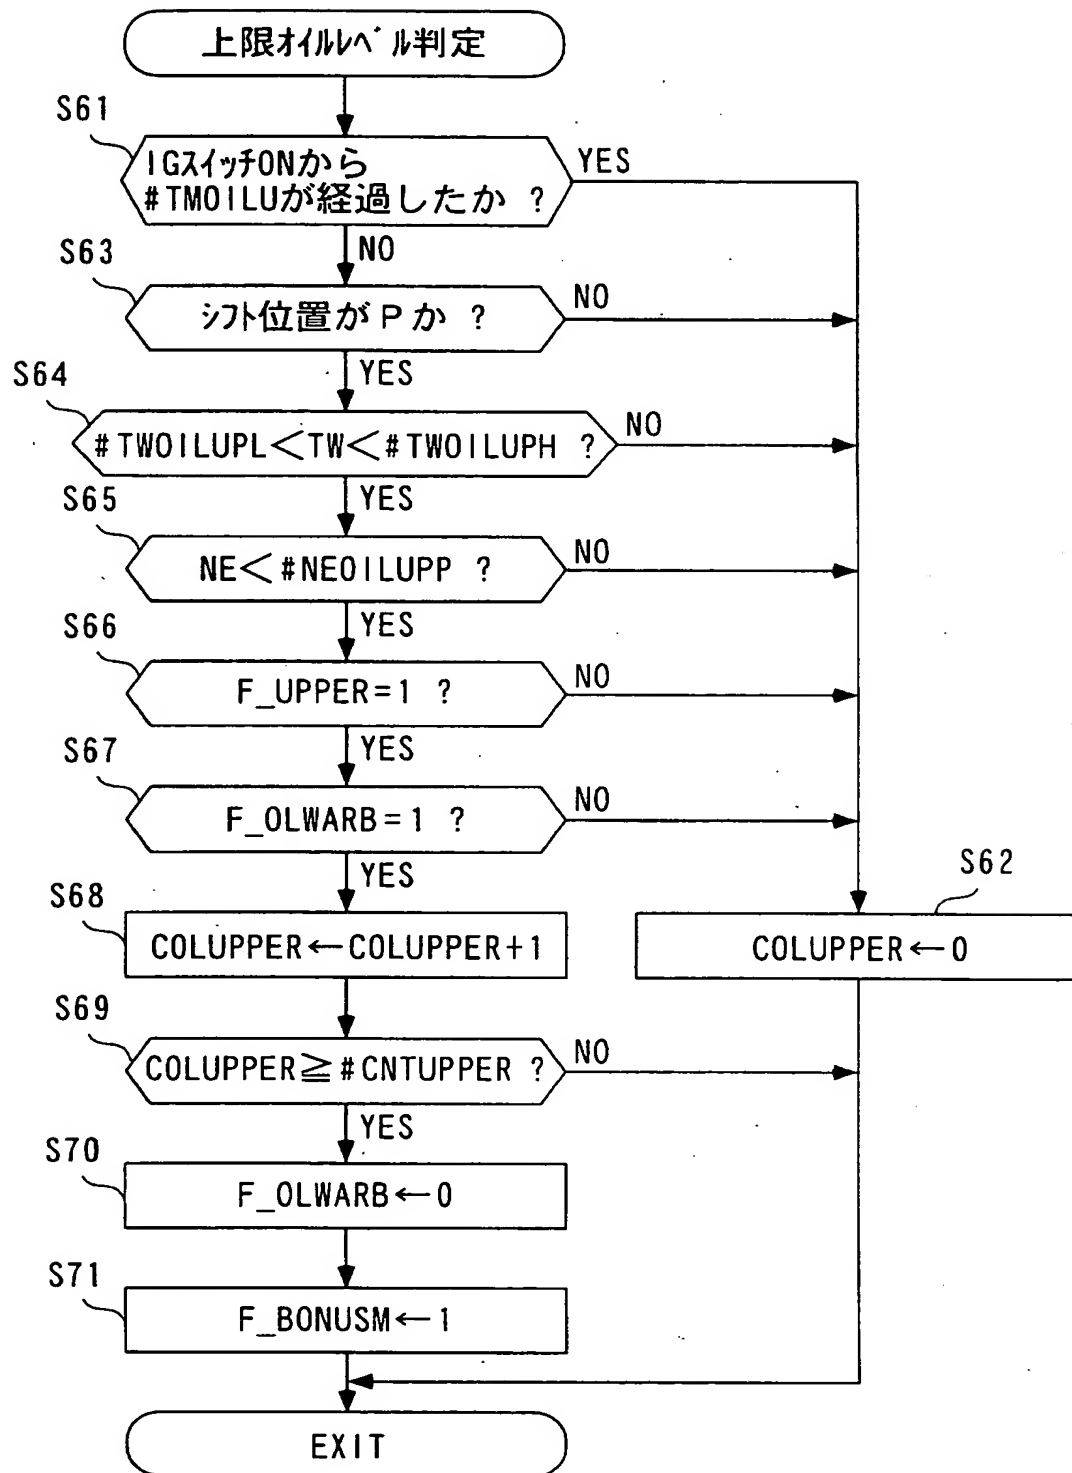 上限オイルレベル判定
S61
IGスイッチONから
#TMOILUが経過したか ?
YES
NO
S63
シフト位置がPか ?
NO
YES
S64
#TWOILUPL<TW<#TWOILUPH ?
NO
YES
S65
NE<#NEOILUPP ?
NO
YES
S66
F_UPPER=1 ?
NO
YES
S67
F_OLWARB=1 ?
NO
YES
S68
COLUPPER←COLUPPER+1
S62
COLUPPER←0
S69
COLUPPER≧#CNTUPPER ?
NO
YES
S70
F_OLWARB←0
S71
F_BONUSM←1
EXIT